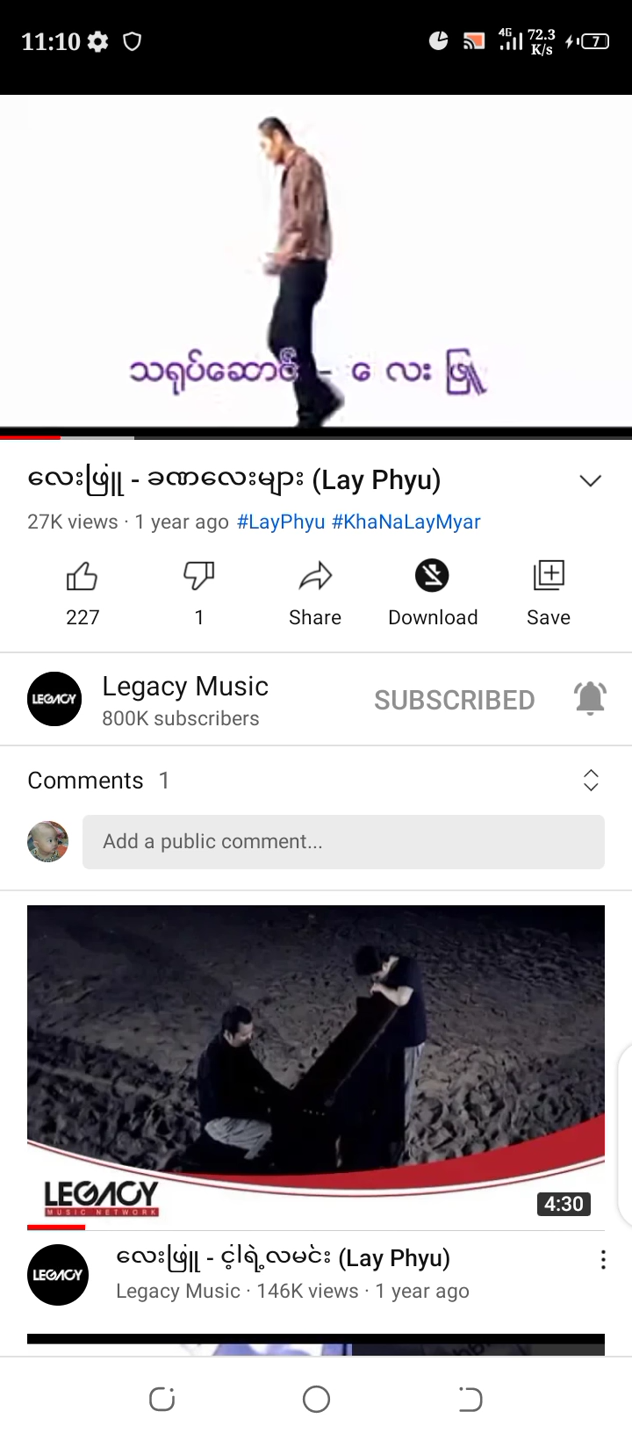 11:10
4G 72.3 K/s 7
သရုပ်ဆောင် - လေးဖြူ
လေးဖြူ - ခဏလေးများ (Lay Phyu)
27K views · 1 year ago #LayPhyu #KhaNaLayMyar
227 1 Share Download Save
LEGACY Legacy Music
800K subscribers
SUBSCRIBED
Comments 1
Add a public comment...
LEGACY
MUSIC NETWORK
4:30
LEGACY လေးဖြူ - ငါ့ရဲ့လမင်း (Lay Phyu)
Legacy Music · 146K views · 1 year ago